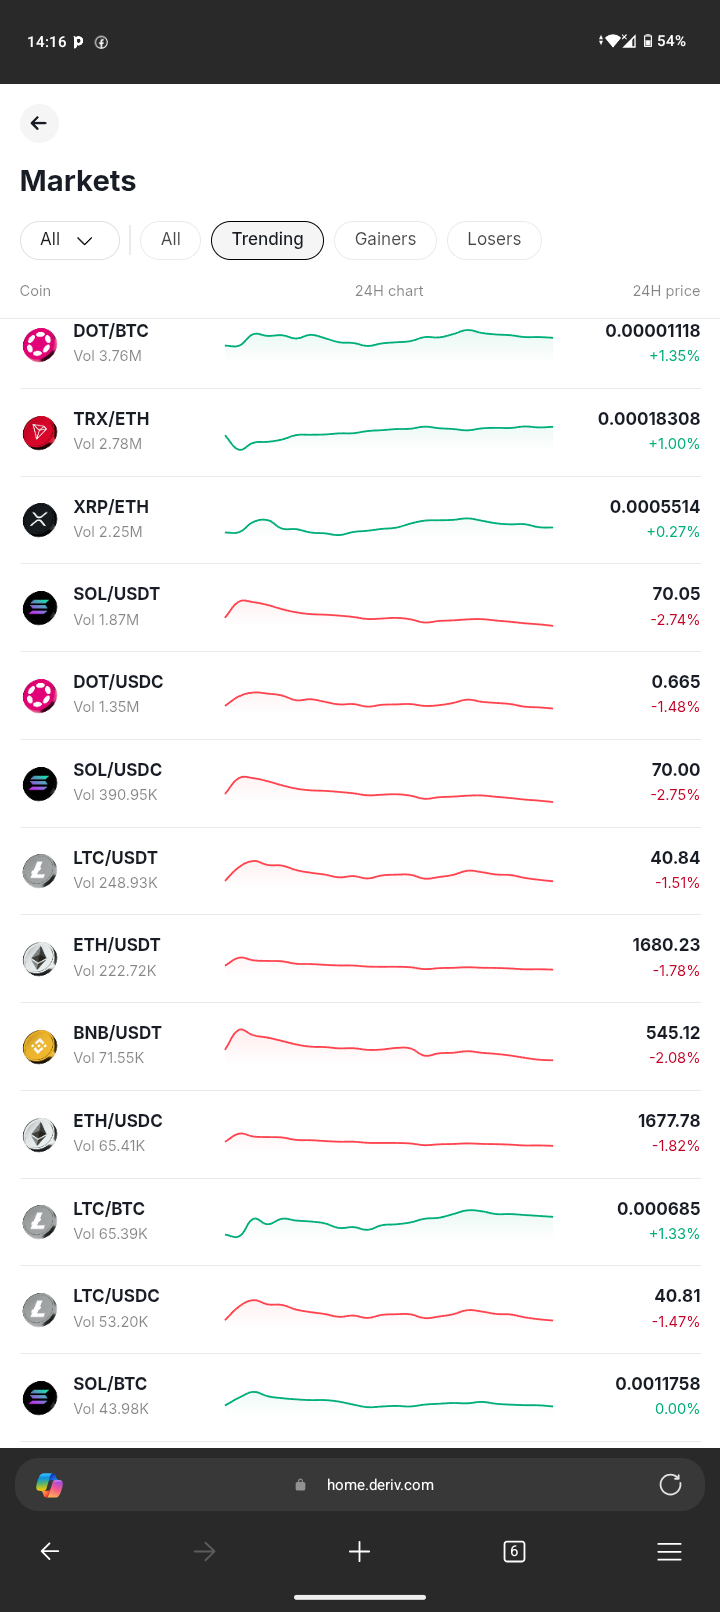 14:16
54%
Markets
All
All Trending Gainers Losers
Coin 24H chart 24H price
DOT/BTC 0.00001118
Vol 3.76M +1.35%
TRX/ETH 0.00018308
Vol 2.78M +1.00%
XRP/ETH 0.0005514
Vol 2.25M +0.27%
SOL/USDT 70.05
Vol 1.87M -2.74%
DOT/USDC 0.665
Vol 1.35M -1.48%
SOL/USDC 70.00
Vol 390.95K -2.75%
LTC/USDT 40.84
Vol 248.93K -1.51%
ETH/USDT 1680.23
Vol 222.72K -1.78%
BNB/USDT 545.12
Vol 71.55K -2.08%
ETH/USDC 1677.78
Vol 65.41K -1.82%
LTC/BTC 0.000685
Vol 65.39K +1.33%
LTC/USDC 40.81
Vol 53.20K -1.47%
SOL/BTC 0.0011758
Vol 43.98K 0.00%
home.deriv.com
6